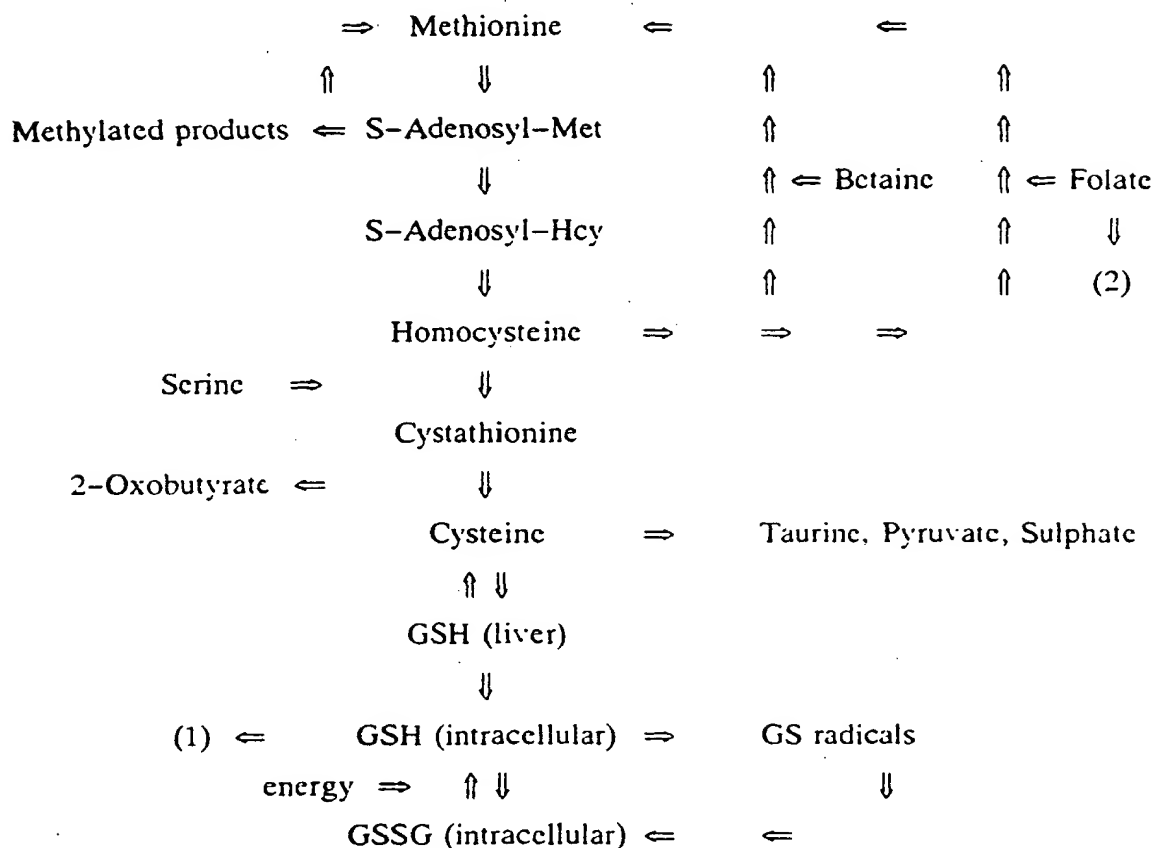 ⇒ Methionine ⇐ ⇐
⇑ ⇓ ⇑ ⇑
Methylated products ⇐ S-Adenosyl-Met ⇑ ⇑
⇓ ⇑ ⇐ Betaine ⇑ ⇐ Folate
S-Adenosyl-Hcy ⇑ ⇑ ⇓
⇓ ⇑ ⇑ (2)
Homocysteine ⇒ ⇒ ⇒
Serine ⇒ ⇓
Cystathionine
2-Oxobutyrate ⇐ ⇓
Cysteine ⇒ Taurine, Pyruvate, Sulphate
⇑ ⇓
GSH (liver)
⇓
(1) ⇐ GSH (intracellular) ⇒ GS radicals
energy ⇒ ⇑ ⇓ ⇓
GSSG (intracellular) ⇐ ⇐